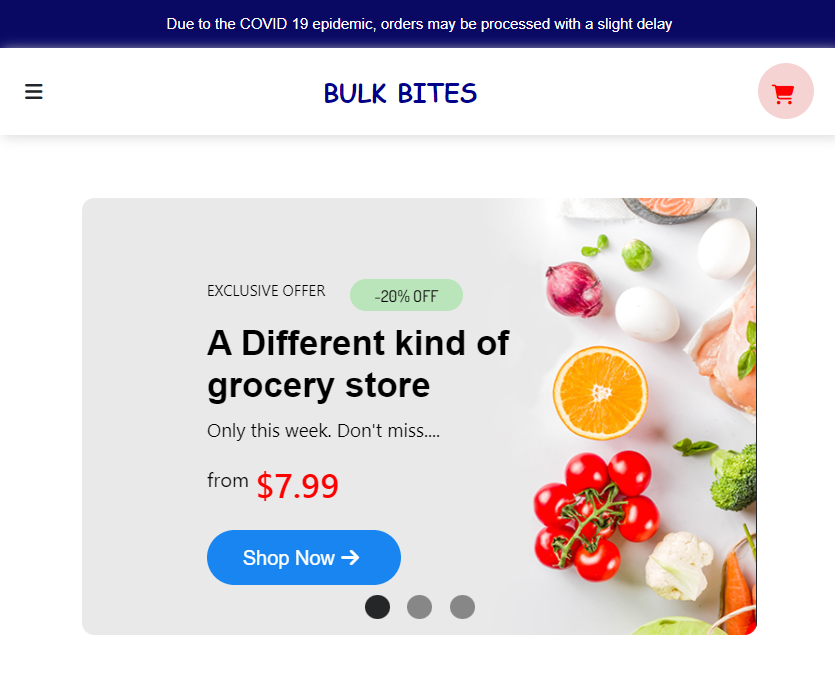 Due to the COVID 19 epidemic, orders may be processed with a slight delay
BULK BITES
EXCLUSIVE OFFER
-20% OFF
A Different kind of
grocery store
Only this week. Don't miss....
from $7.99
Shop Now